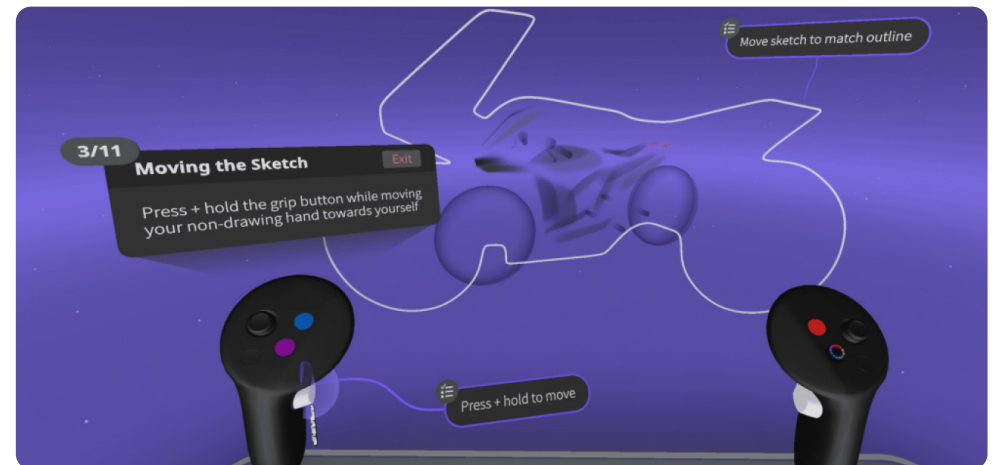 Move sketch to match outline
3/11
Moving the Sketch
Exit
Press + hold the grip button while moving
your non-drawing hand towards yourself
Press + hold to move